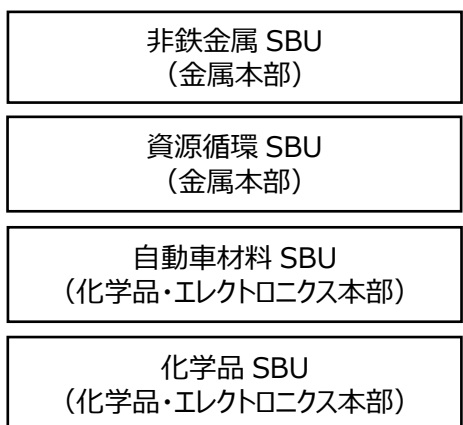 非鉄金属 SBU
（金属本部）
資源循環 SBU
（金属本部）
自動車材料 SBU
（化学品・エレクトロニクス本部）
化学品 SBU
（化学品・エレクトロニクス本部）